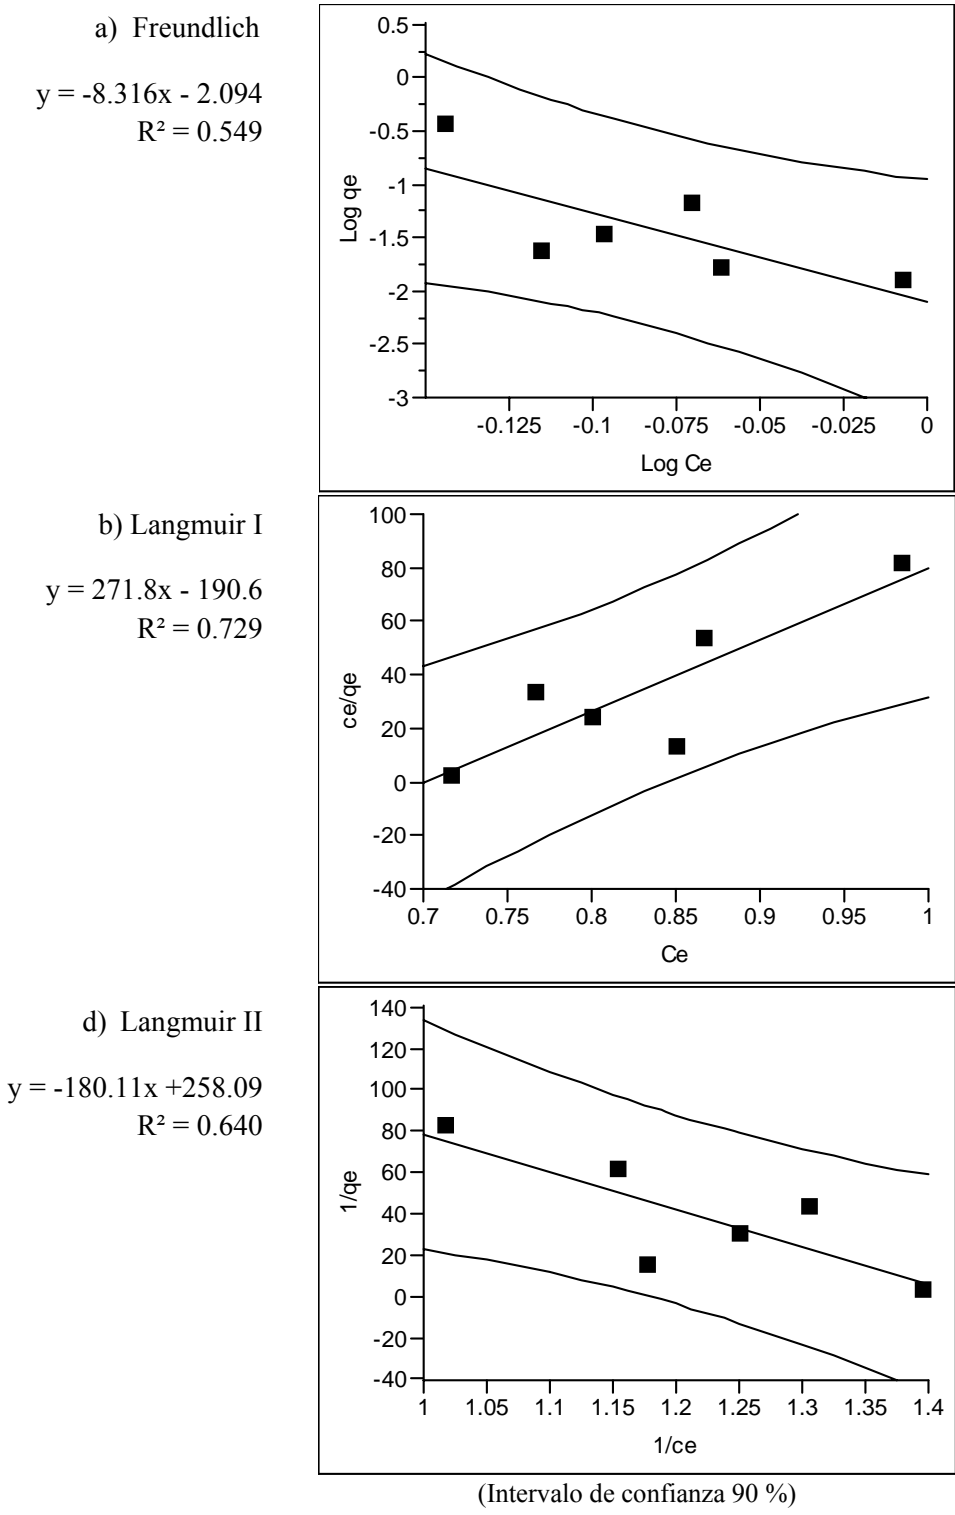 a) Freundlich
y = -8.316x - 2.094
R² = 0.549
0.5
0
-0.5
-1
-1.5
-2
-2.5
-3
Log qe
-0.125 -0.1 -0.075 -0.05 -0.025 0
Log Ce
b) Langmuir I
y = 271.8x - 190.6
R² = 0.729
100
80
60
40
20
0
-20
-40
ce/qe
0.7 0.75 0.8 0.85 0.9 0.95 1
Ce
d) Langmuir II
y = -180.11x +258.09
R² = 0.640
140
120
100
80
60
40
20
0
-20
-40
1/qe
1 1.05 1.1 1.15 1.2 1.25 1.3 1.35 1.4
1/ce
(Intervalo de confianza 90 %)